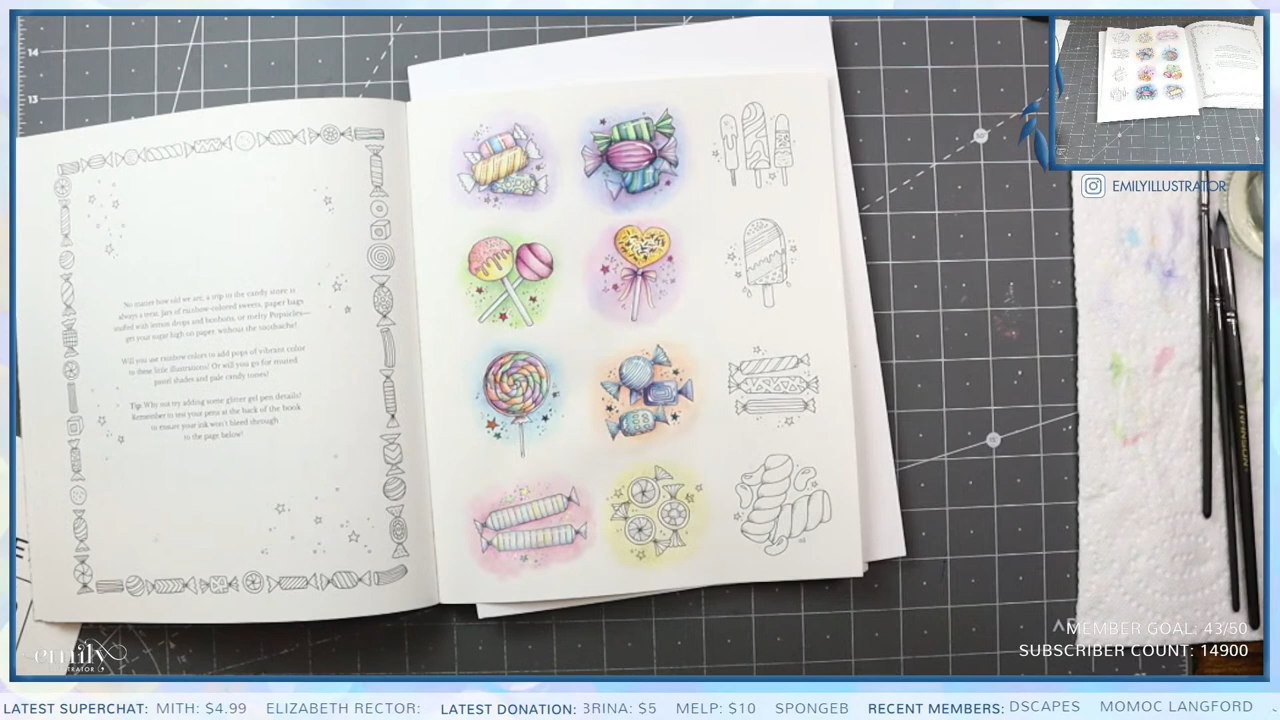 14
13
No matter how old we are, a trip to the candy store is
always a treat. Jars of rainbow-colored sweets, paper bags
stuffed with lemon drops and bonbons, or melty Popsicles—
get your sugar high on paper, without the toothache!
Will you use rainbow colors to add pops of vibrant color
to these little illustrations? Or will you go for muted
pastel shades and pale candy tones?
Tip: Why not try adding some glitter gel pen details?
Remember to test your pens at the back of the book
to ensure your ink won't bleed through
to the page below!
EMILYILLUSTRATOR
emily
TRATOR
MEMBER GOAL: 43/50
SUBSCRIBER COUNT: 14900
LATEST SUPERCHAT: MITH: $4.99 ELIZABETH RECTOR: LATEST DONATION: BRINA: $5 MELP: $10 SPONGEB RECENT MEMBERS: DSCAPES MOMOC LANGFORD